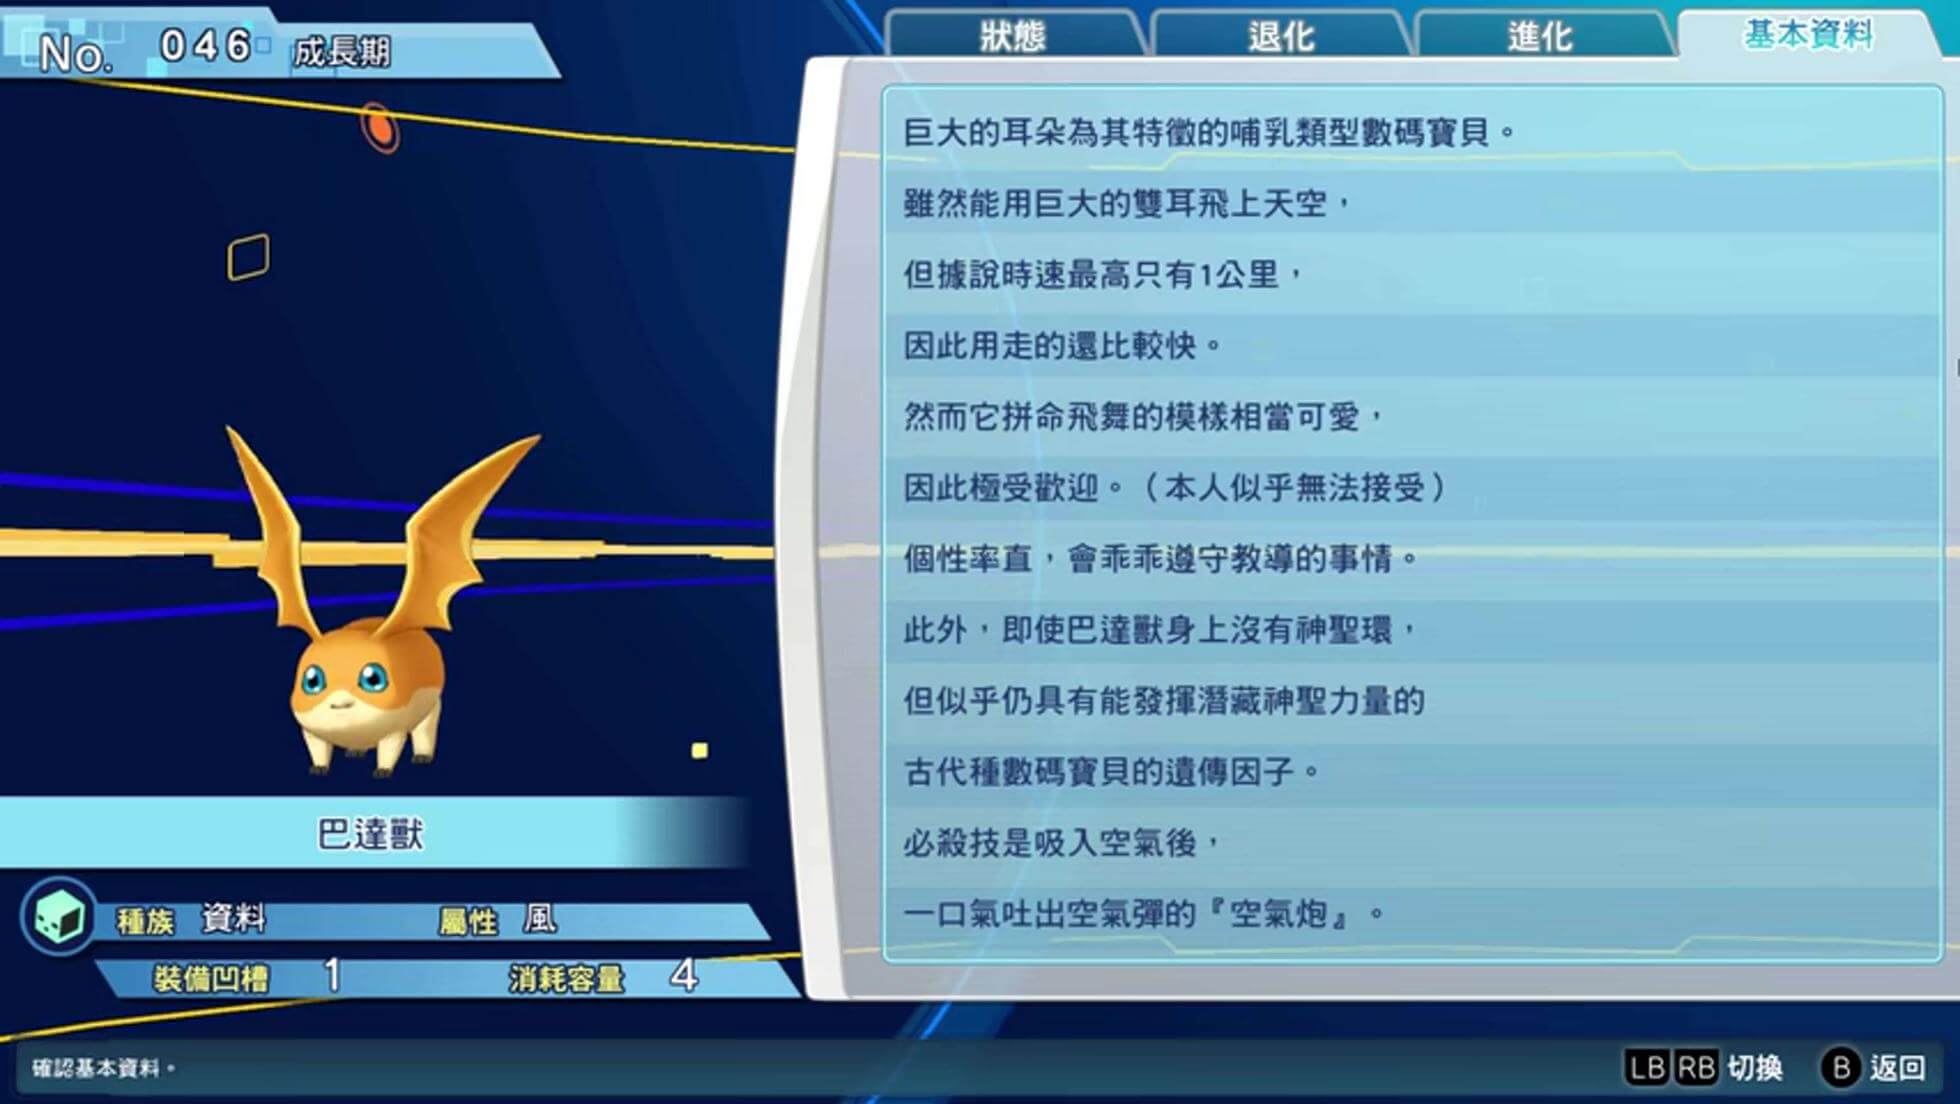 No. 046 成長期
狀態 退化 進化 基本資料
巨大的耳朵為其特徵的哺乳類型數碼寶貝。
雖然能用巨大的雙耳飛上天空，
但據說時速最高只有1公里，
因此用走的還比較快。
然而它拼命飛舞的模樣相當可愛，
因此極受歡迎。（本人似乎無法接受）
個性率直，會乖乖遵守教導的事情。
此外，即使巴達獸身上沒有神聖環，
但似乎仍具有能發揮潛藏神聖力量的
古代種數碼寶貝的遺傳因子。
必殺技是吸入空氣後，
一口氣吐出空氣彈的『空氣炮』。
巴達獸
種族 資料 屬性 風
裝備凹槽 1 消耗容量 4
確認基本資料。
LB RB 切換 B 返回